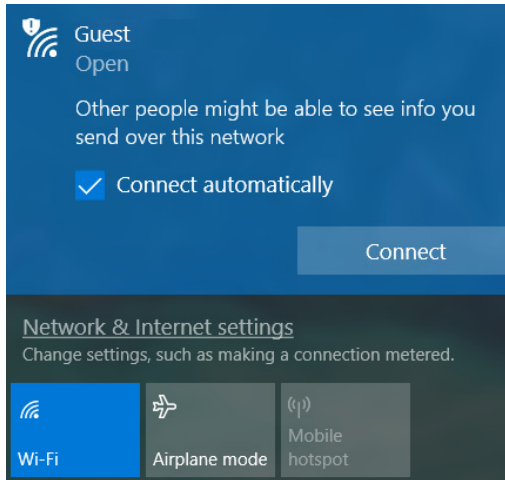 Guest
Open
Other people might be able to see info you
send over this network
Connect automatically
Connect
Network & Internet settings
Change settings, such as making a connection metered.
Wi-Fi
Airplane mode
Mobile
hotspot